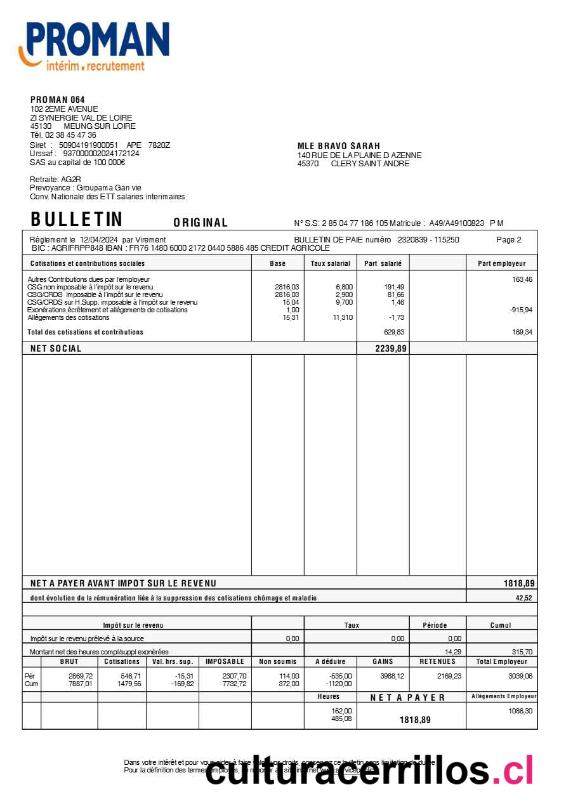 PROMAN
intérim.recrutement
PROMAN 064
102 2EME AVENUE
ZI SYNERGIE VAL DE LOIRE
45130 MEUNG SUR LOIRE
Tél. 02 38 45 47 36
Siret : 50904191900051 APE 7820Z
Urssaf : 937000002024172124
SAS au capital de 100 000€
MLE BRAVO SARAH
140 RUE DE LA PLAINE D AZENNE
45370 CLERY SAINT ANDRE
Retraite: AG2R
Prevoyance : Groupama Gan vie
Conv. Nationale des ETT salaries interimaires
BULLETIN ORIGINAL N° S.S: 2 85 04 77 186 105 Matricule : A49/A49100823 P M
Réglement le 12/04/2024 par Virement BULLETIN DE PAIE numéro 2320839 - 115250 Page 2
BIC : AGRIFRPP848 IBAN : FR76 1480 6000 2172 0440 5886 485 CREDIT AGRICOLE
Cotisations et contributions sociales Base Taux salarial Part salarié Part employeur
Autres Contributions dues par l'employeur 163,46
CSG non imposable à l'impôt sur le revenu 2816,03 6,800 191,49
CSG/CRDS imposable à l'impôt sur le revenu 2816,03 2,900 81,66
CSG/CRDS sur H.Supp. imposable à l'impôt sur le revenu 15,04 9,700 1,46
Exonérations écrêtement et allègements de cotisations 1,00 -915,94
Allègements des cotisations 15,31 11,310 -1,73
Total des cotisations et contributions 629,83 169,34
NET SOCIAL 2239,89
NET A PAYER AVANT IMPOT SUR LE REVENU 1818,89
dont évolution de la rémunération liée à la suppression des cotisations chômage et maladie 42,52
Impôt sur le revenu Taux Période Cumul
Impôt sur le revenu prélevé à la source 0,00 0,00 0,00
Montant net des heures compl/suppl exonérées 14,29 315,70
BRUT Cotisations Val. hrs. sup. IMPOSABLE Non soumis A déduire GAINS RETENUES Total Employeur
Pér 2869,72 546,71 -15,31 2307,70 114,00 -535,00 3988,12 2169,23 3039,06
Cum 7887,01 1479,56 -169,82 7732,72 372,00 -1120,00
Heures NET A PAYER Allègements Employeur
162,00 1088,30
485,08 1818,89
Dans votre intérêt et pour vous aider à faire valoir vos droits, conservez ce bulletin sans limitation de durée
Pour la définition des termes
culturacerrillos.cl